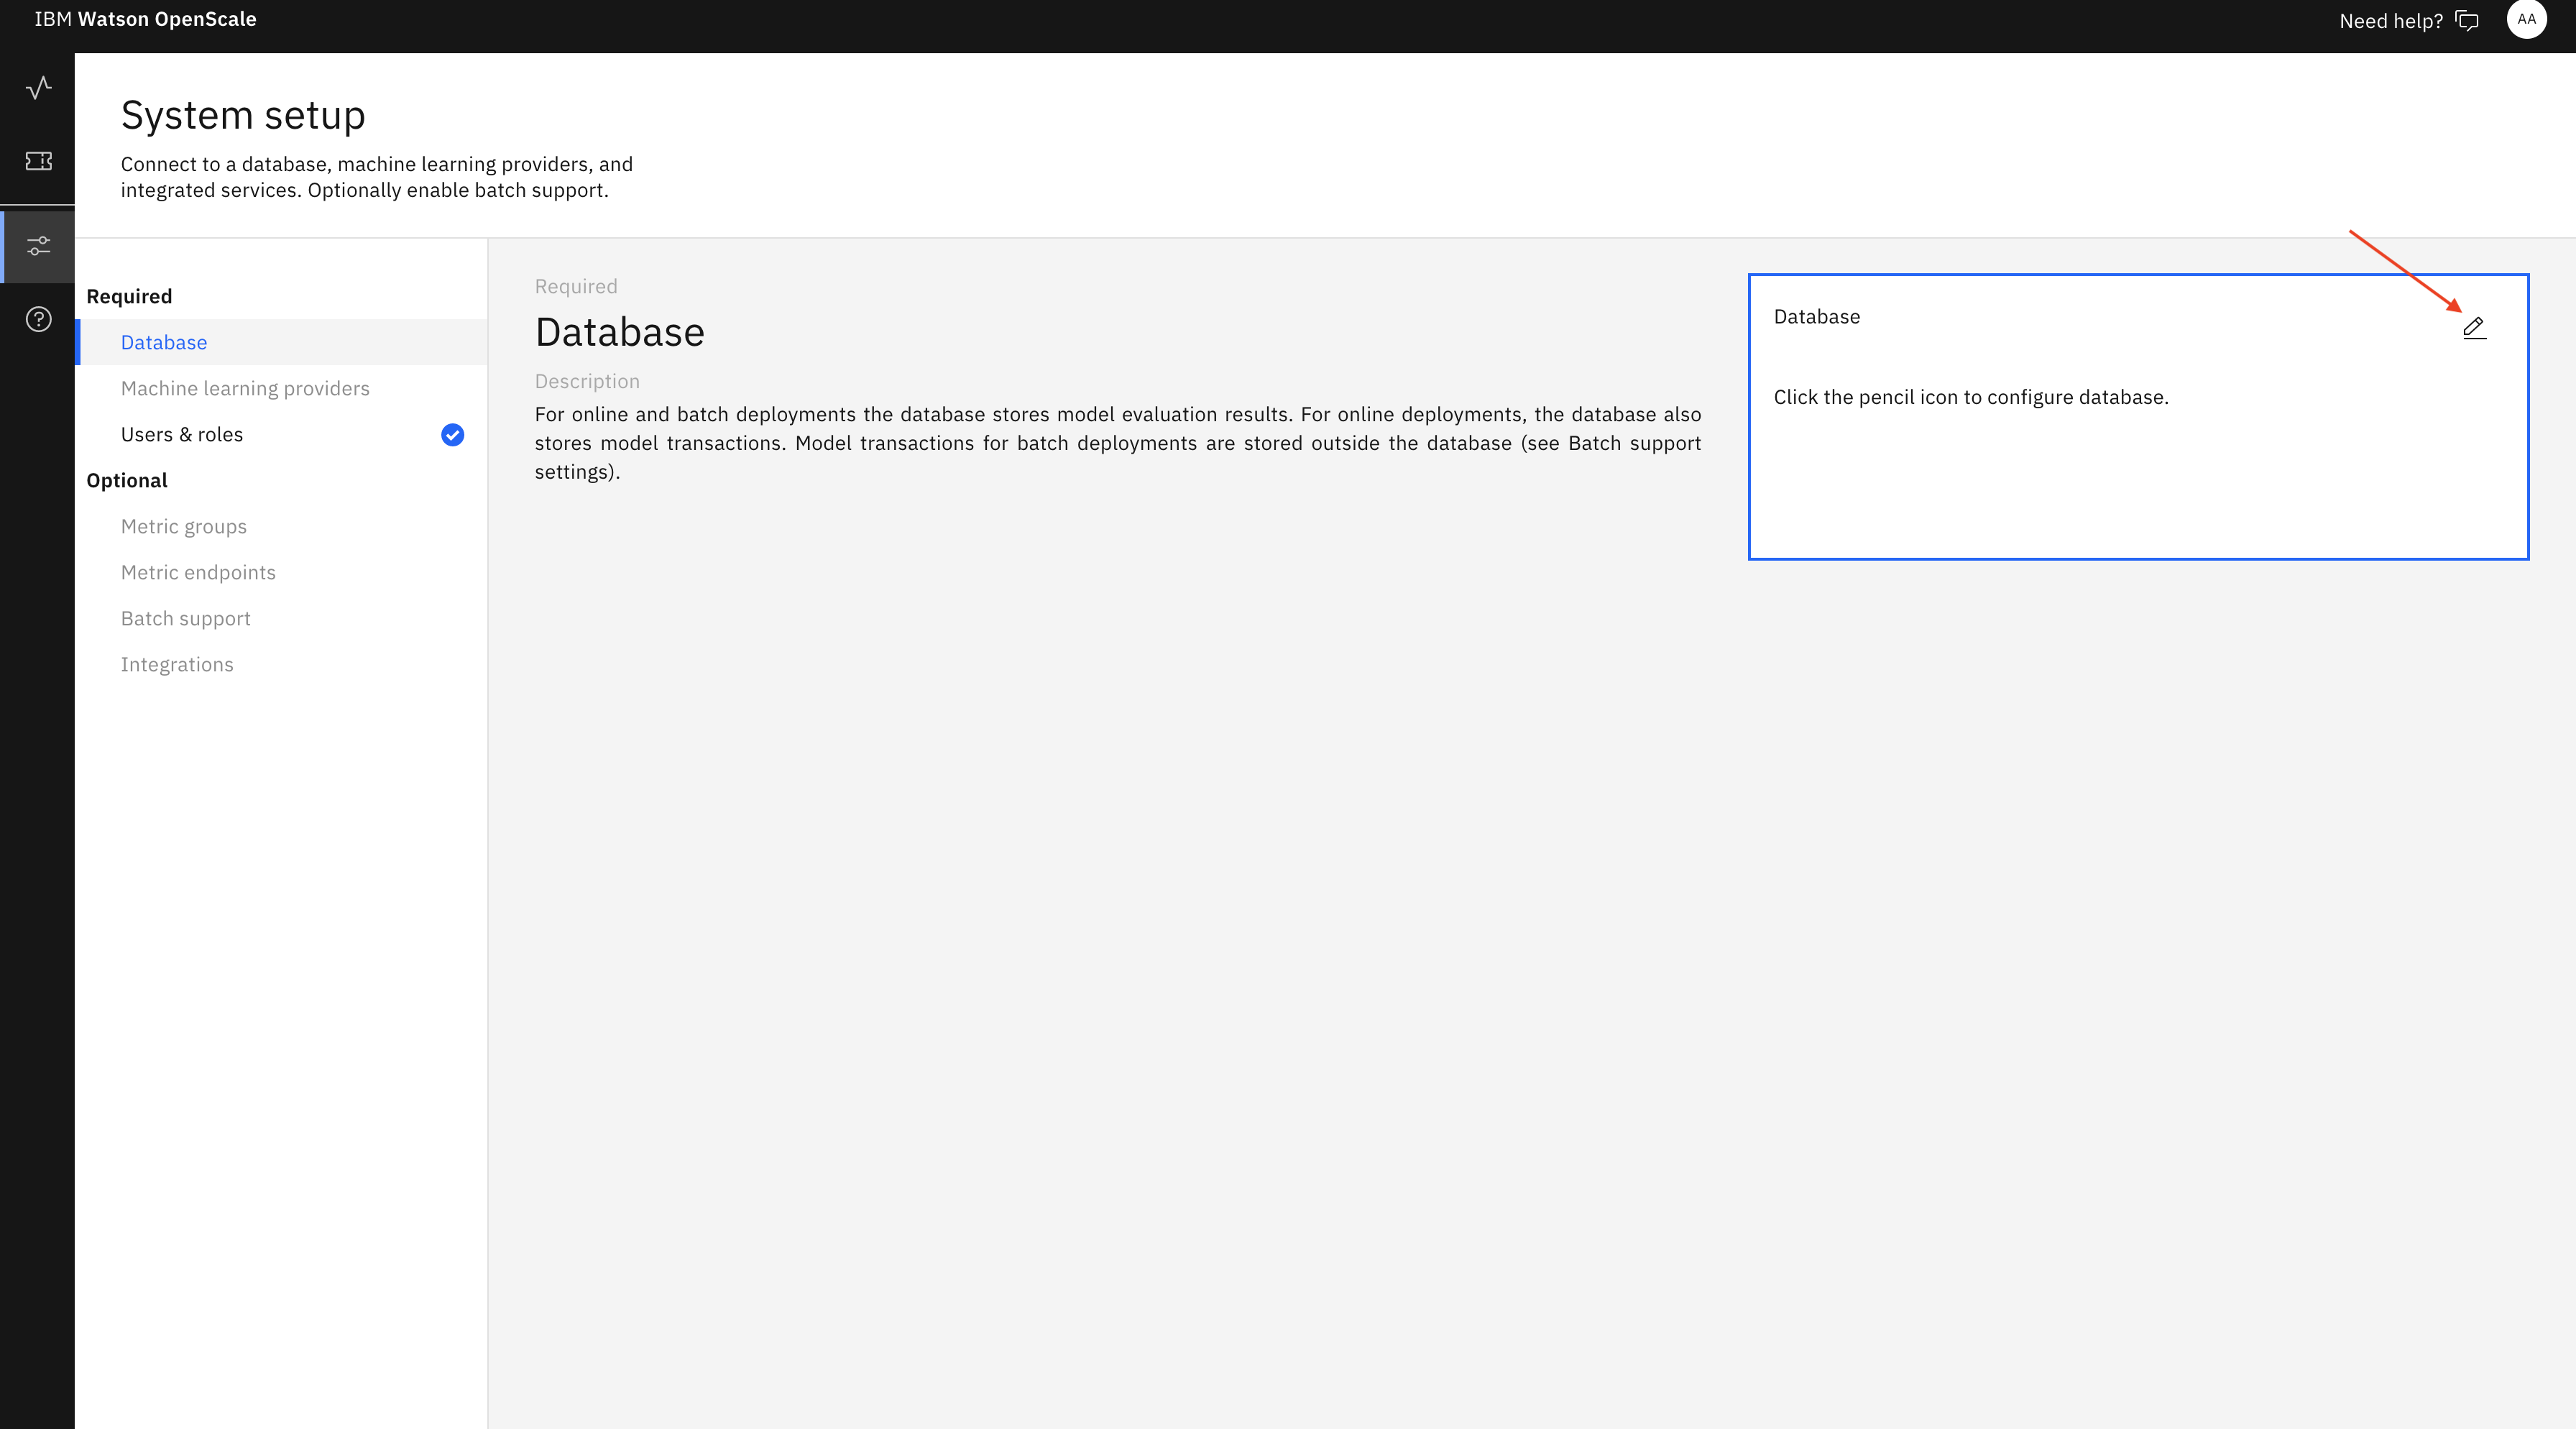 IBM Watson OpenScale
Need help?
AA
System setup
Connect to a database, machine learning providers, and
integrated services. Optionally enable batch support.
Required
Database
Machine learning providers
Users & roles
Optional
Metric groups
Metric endpoints
Batch support
Integrations
Required
Database
Description
For online and batch deployments the database stores model evaluation results. For online deployments, the database also
stores model transactions. Model transactions for batch deployments are stored outside the database (see Batch support
settings).
Database
Click the pencil icon to configure database.